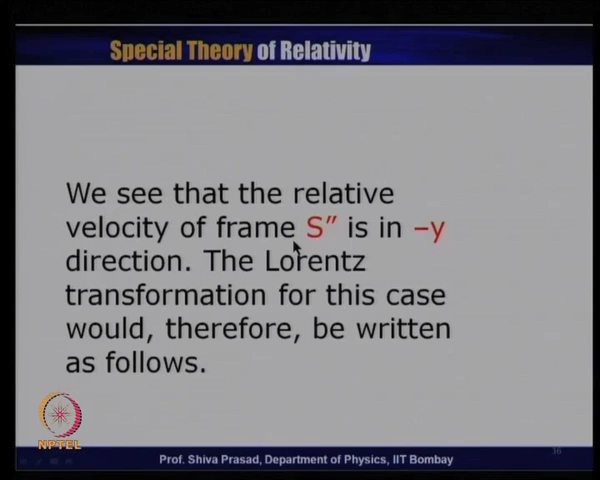 Special Theory of Relativity
We see that the relative
velocity of frame S″ is in –y
direction. The Lorentz
transformation for this case
would, therefore, be written
as follows.
NPTEL
16
Prof. Shiva Prasad, Department of Physics, IIT Bombay